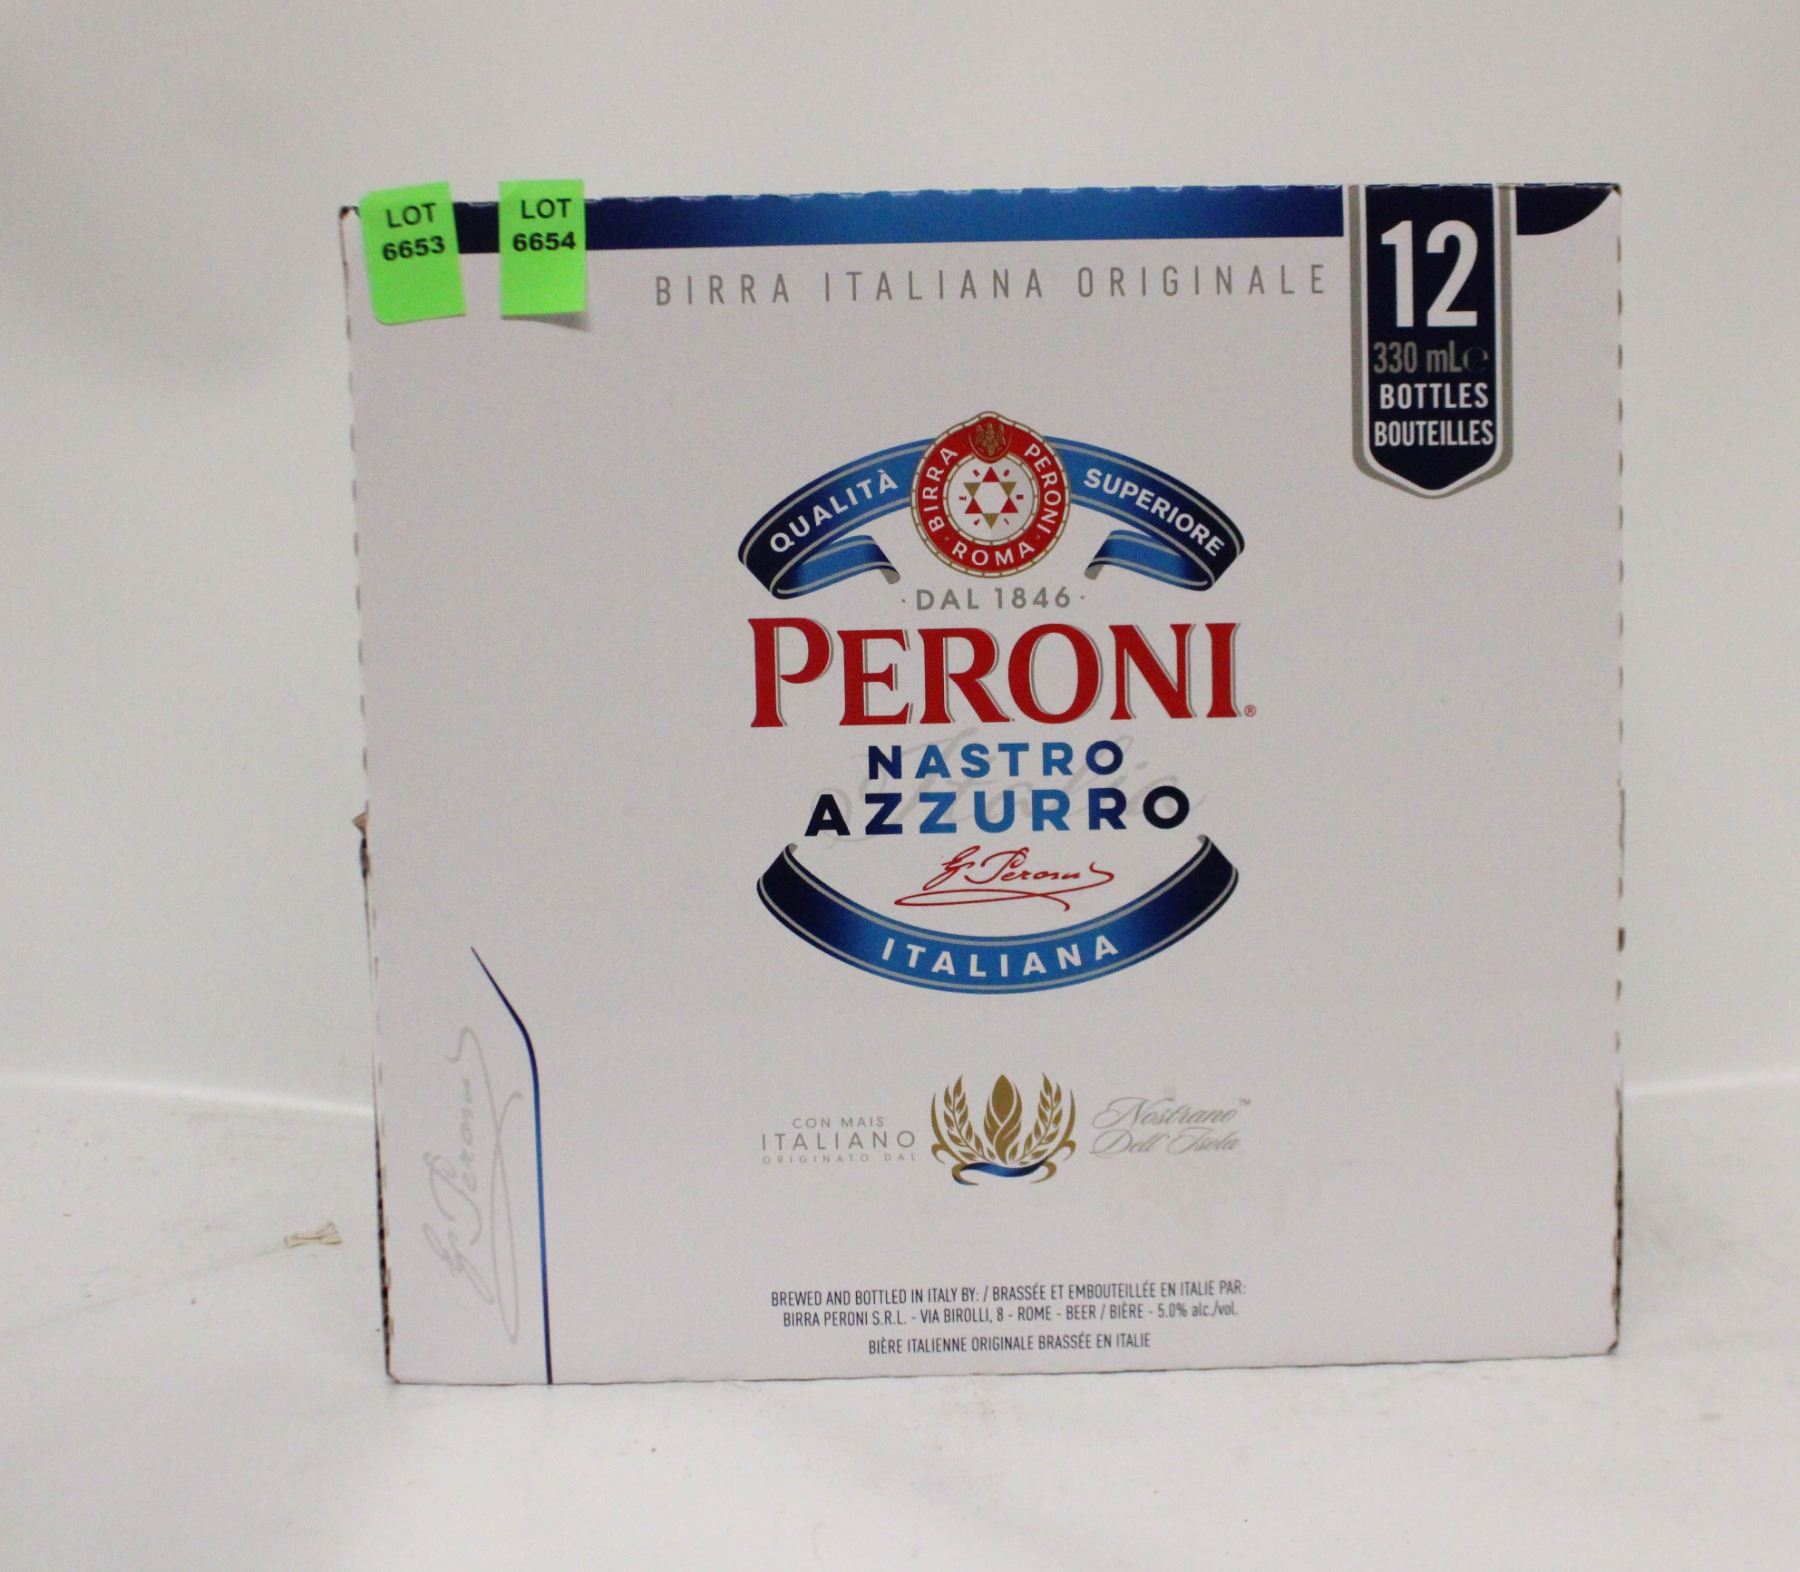 LOT
6653
LOT
6654
BIRRA ITALIANA ORIGINALE
12
330 mL℮
BOTTLES
BOUTEILLES
QUALITÀ
SUPERIORE
BIRRA PERONI
· ROMA ·
· DAL 1846 ·
PERONI®
NASTRO
AZZURRO
G. Peroni
ITALIANA
CON MAIS
ITALIANO
ORIGINATO DAL
Nostrano™
Dell' Isola
G. Peroni
BREWED AND BOTTLED IN ITALY BY: / BRASSÉE ET EMBOUTEILLÉE EN ITALIE PAR:
BIRRA PERONI S.R.L. - VIA BIROLLI, 8 - ROME - BEER / BIÈRE - 5.0% alc./vol.
BIÈRE ITALIENNE ORIGINALE BRASSÉE EN ITALIE